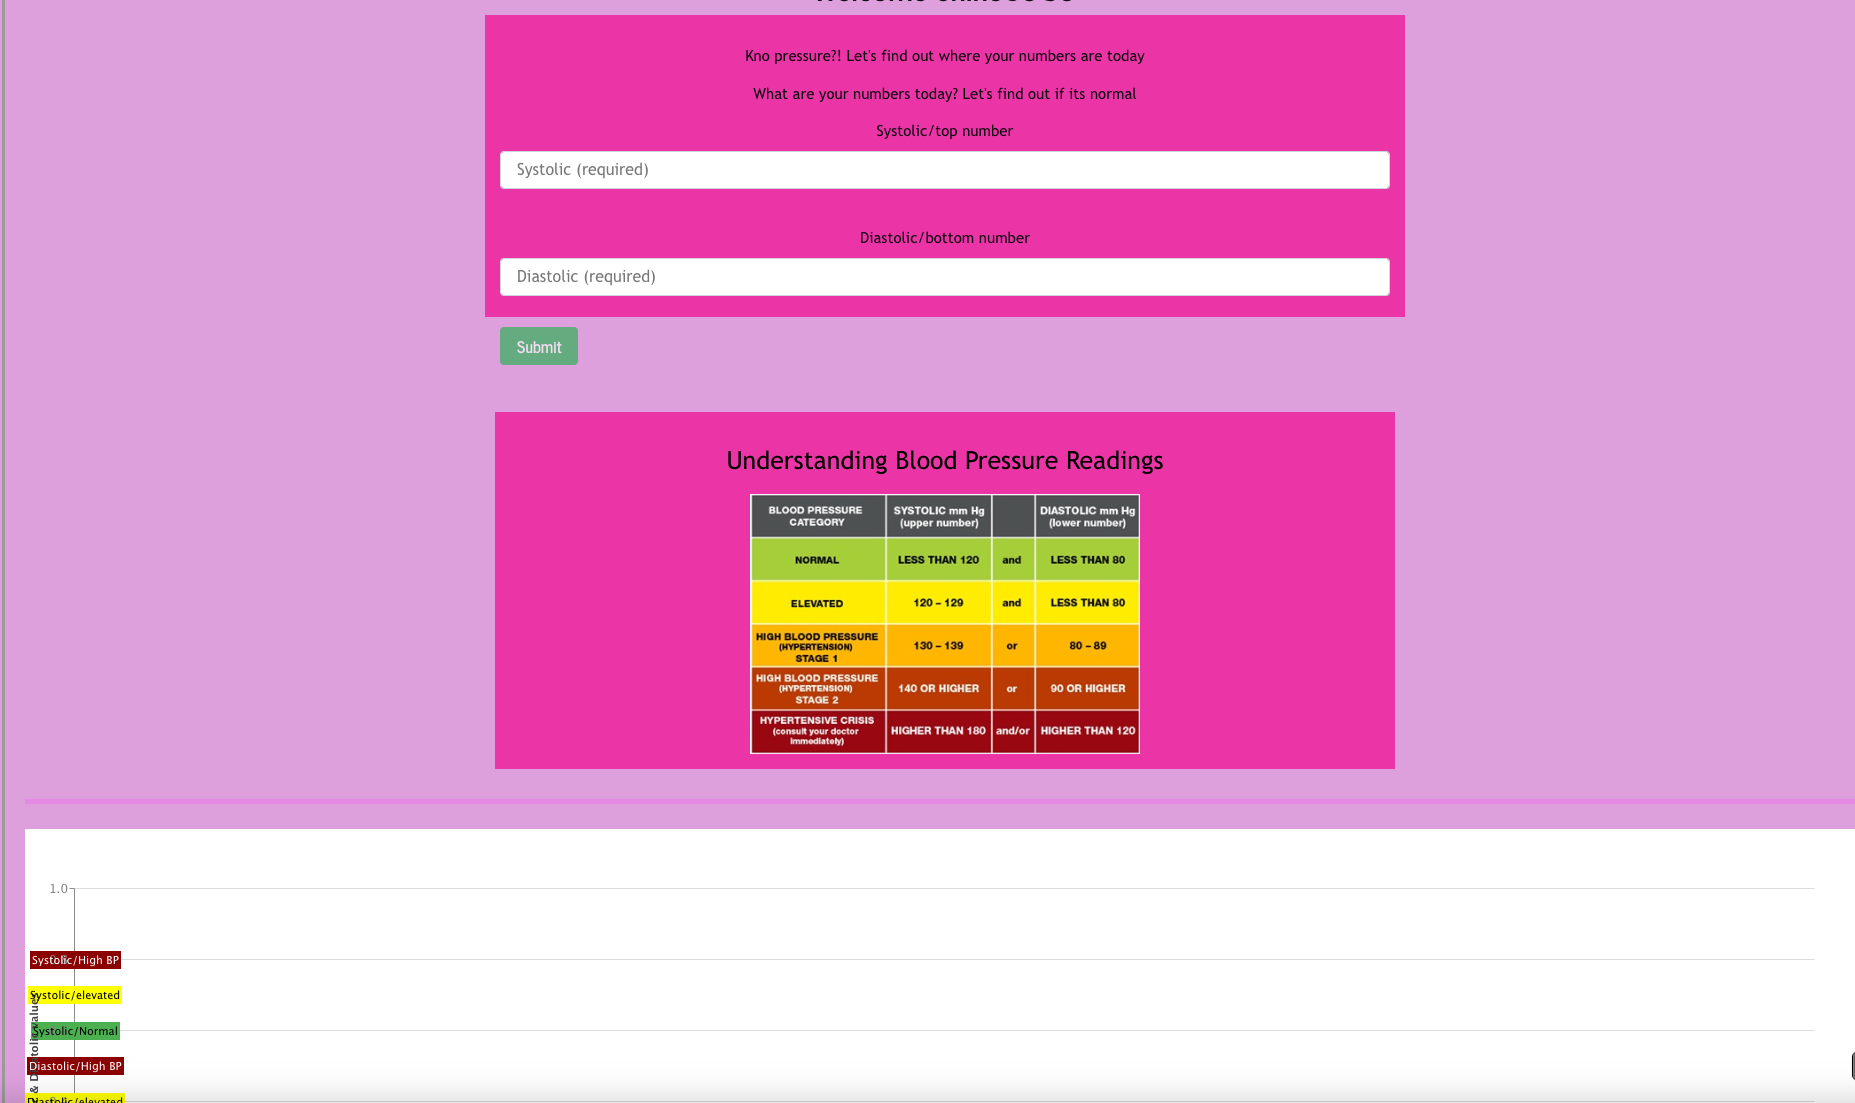 Kno pressure?! Let's find out where your numbers are today
What are your numbers today? Let's find out if its normal
Systolic/top number
Systolic (required)
Diastolic/bottom number
Diastolic (required)
Submit
Understanding Blood Pressure Readings
BLOOD PRESSURE CATEGORY SYSTOLIC mm Hg (upper number) DIASTOLIC mm Hg (lower number)
NORMAL LESS THAN 120 and LESS THAN 80
ELEVATED 120 – 129 and LESS THAN 80
HIGH BLOOD PRESSURE (HYPERTENSION) STAGE 1 130 – 139 or 80 – 89
HIGH BLOOD PRESSURE (HYPERTENSION) STAGE 2 140 OR HIGHER or 90 OR HIGHER
HYPERTENSIVE CRISIS (consult your doctor immediately) HIGHER THAN 180 and/or HIGHER THAN 120
1.0
Systolic/High BP
Systolic/elevated
Systolic/Normal
Diastolic/High BP
Diastolic/elevated